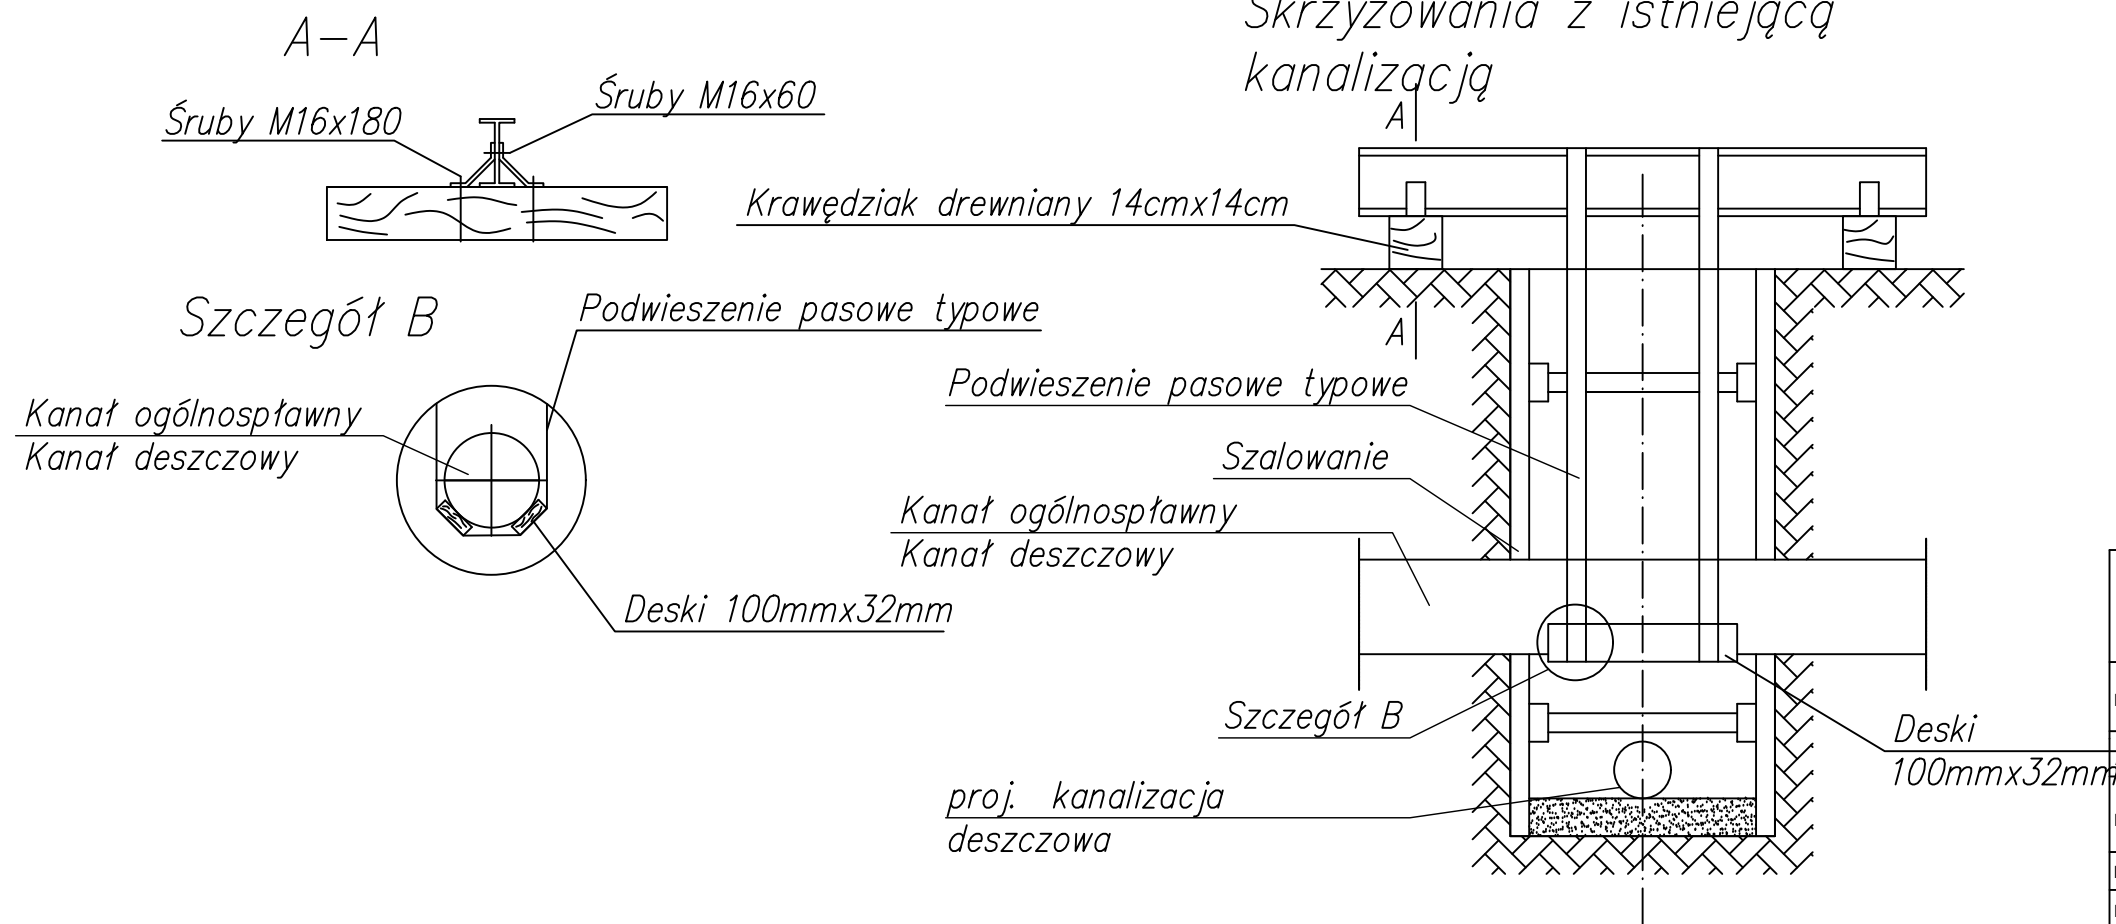 A-A
Śruby M16x180
Śruby M16x60
Skrzyżowania z istniejącą
kanalizacją
A
Krawędziak drewniany 14cmx14cm
Szczegół B
Podwieszenie pasowe typowe
A
Kanał ogólnospławny
Kanał deszczowy
Podwieszenie pasowe typowe
Szalowanie
Kanał ogólnospławny
Kanał deszczowy
Deski 100mmx32mm
Szczegół B
Deski
100mmx32mm
proj. kanalizacja
deszczowa